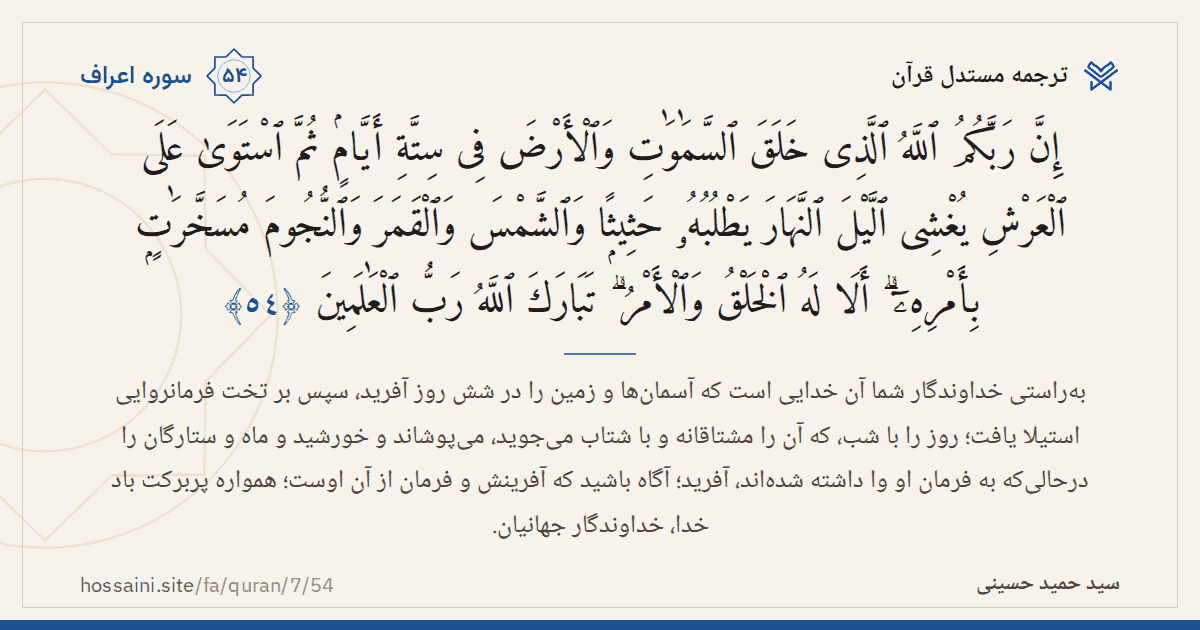 ترجمه مستدل قرآن
۵۴ سوره اعراف
إِنَّ رَبَّكُمُ ٱللَّهُ ٱلَّذِی خَلَقَ ٱلسَّمَـٰوَٰتِ وَٱلْأَرْضَ فِی سِتَّةِ أَیَّامٍۢ ثُمَّ ٱسْتَوَىٰ عَلَى
ٱلْعَرْشِ یُغْشِی ٱلَّیْلَ ٱلنَّهَارَ یَطْلُبُهُۥ حَثِیثًۭا وَٱلشَّمْسَ وَٱلْقَمَرَ وَٱلنُّجُومَ مُسَخَّرَٰتٍۭ
بِأَمْرِهِۦٓ ۗ أَلَا لَهُ ٱلْخَلْقُ وَٱلْأَمْرُ ۗ تَبَارَكَ ٱللَّهُ رَبُّ ٱلْعَـٰلَمِینَ ﴿٥٤﴾
به‌راستی خداوندگار شما آن خدایی است که آسمان‌ها و زمین را در شش روز آفرید، سپس بر تخت فرمانروایی
استیلا یافت؛ روز را با شب، که آن را مشتاقانه و با شتاب می‌جوید، می‌پوشاند و خورشید و ماه و ستارگان را
درحالی‌که به فرمان او وا داشته شده‌اند، آفرید؛ آگاه باشید که آفرینش و فرمان از آن اوست؛ همواره پربرکت باد
خدا، خداوندگار جهانیان.
سید حمید حسینی
hossaini.site/fa/quran/7/54